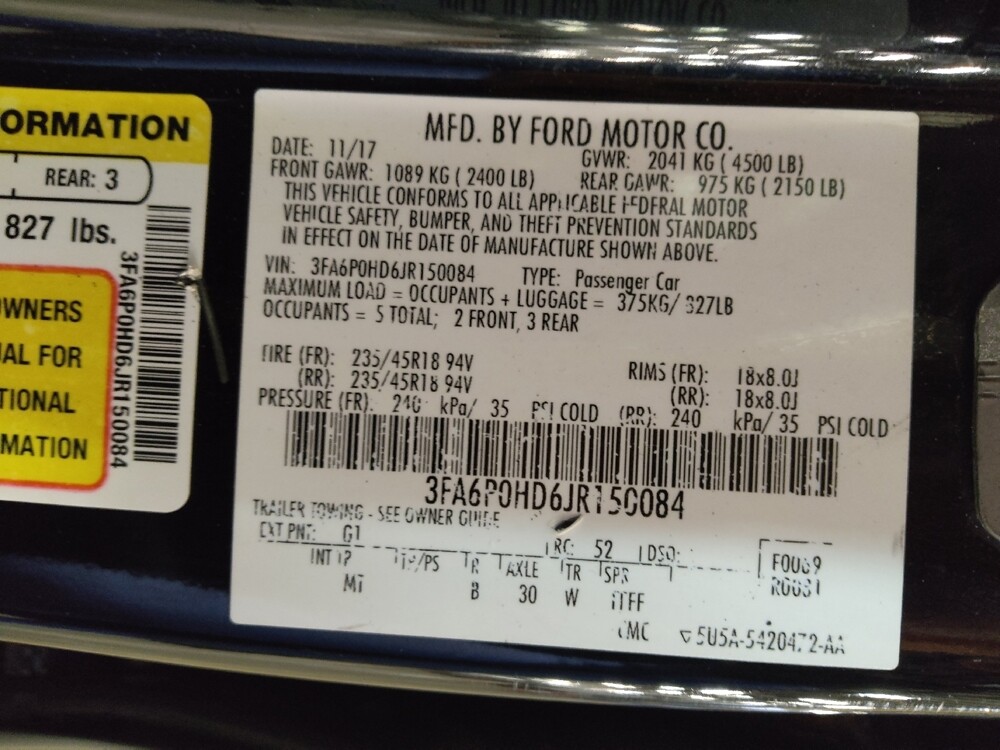 ORMATION
REAR: 3
827 lbs.
OWNERS
AL FOR
TIONAL
MATION
3FA6P0HD6JR150084
MFD. BY FORD MOTOR CO.
DATE: 11/17
GVWR: 2041 KG ( 4500 LB)
FRONT GAWR: 1089 KG ( 2400 LB)
REAR GAWR: 975 KG ( 2150 LB)
THIS VEHICLE CONFORMS TO ALL APPLICABLE FEDERAL MOTOR
VEHICLE SAFETY, BUMPER, AND THEFT PREVENTION STANDARDS
IN EFFECT ON THE DATE OF MANUFACTURE SHOWN ABOVE.
VIN: 3FA6P0HD6JR150084 TYPE: Passenger Car
MAXIMUM LOAD = OCCUPANTS + LUGGAGE = 375KG/ 827LB
OCCUPANTS = 5 TOTAL; 2 FRONT, 3 REAR
TIRE (FR): 235/45R18 94V RIMS (FR): 18x8.0J
(RR): 235/45R18 94V (RR): 18x8.0J
PRESSURE (FR): 240 kPa/ 35 PSI COLD (RR): 240 kPa/ 35 PSI COLD
3FA6P0HD6JR150084
TRAILER TOWING - SEE OWNER GUIDE
EXT PNT: G1 RC: 52 DSO:
INT TR TP/PS R AXLE TR SPR
MT B 30 W TTFF
5U5A-5420472-AA